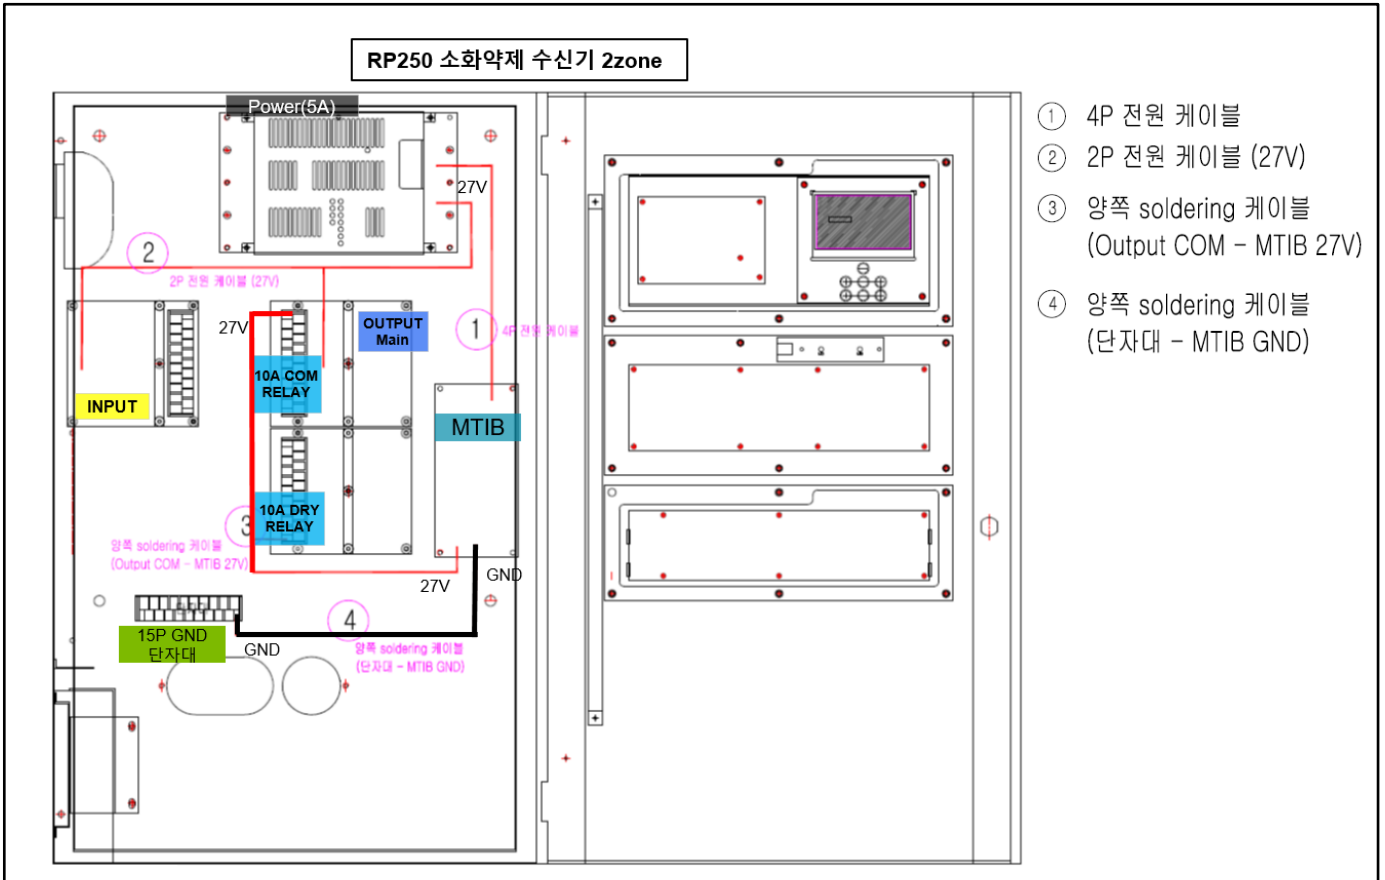 RP250 소화약제 수신기 2zone
Power(5A)
27V
2
2P 전원 케이블 (27V)
27V
OUTPUT
Main
1
4P 전원 케이블
10A COM
RELAY
INPUT
MTIB
10A DRY
RELAY
3
양쪽 soldering 케이블
(Output COM - MTIB 27V)
27V
GND
15P GND
단자대
GND
4
양쪽 soldering 케이블
(단자대 - MTIB GND)
1 4P 전원 케이블
2 2P 전원 케이블 (27V)
3 양쪽 soldering 케이블
(Output COM - MTIB 27V)
4 양쪽 soldering 케이블
(단자대 - MTIB GND)